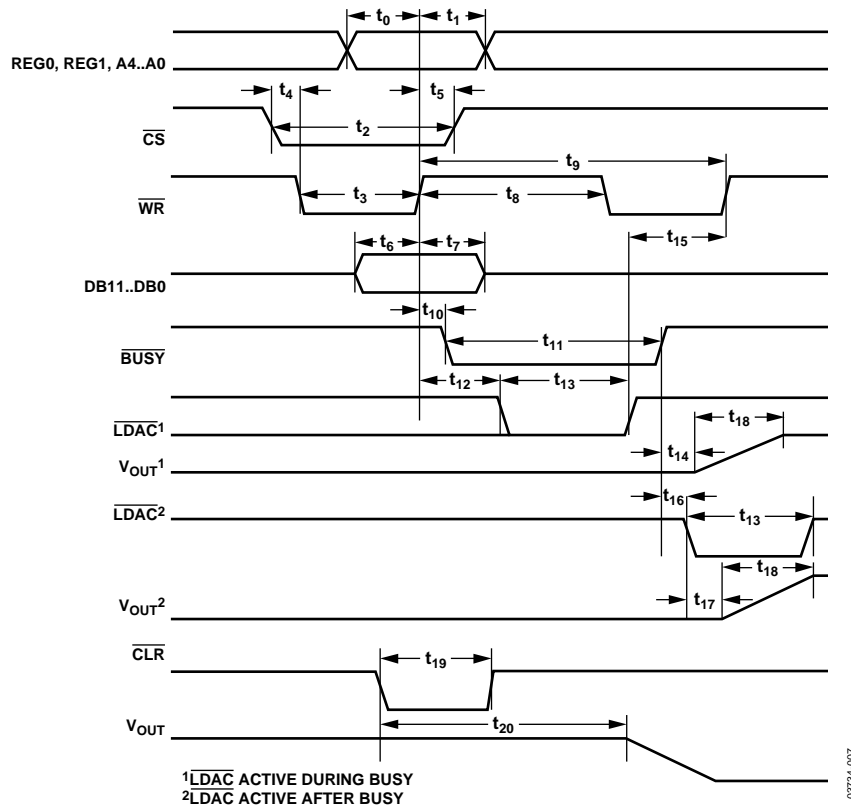 t0 t1
REG0, REG1, A4..A0
t4 t5
t2
CS
t9
t3 t8
WR
t15
t6 t7
DB11..DB0
t10
t11
BUSY
t12 t13
t18
LDAC1
t14
VOUT1
t16
LDAC2
t13
t18
t17
VOUT2
CLR
t19
t20
VOUT
1LDAC ACTIVE DURING BUSY
2LDAC ACTIVE AFTER BUSY
03734-007